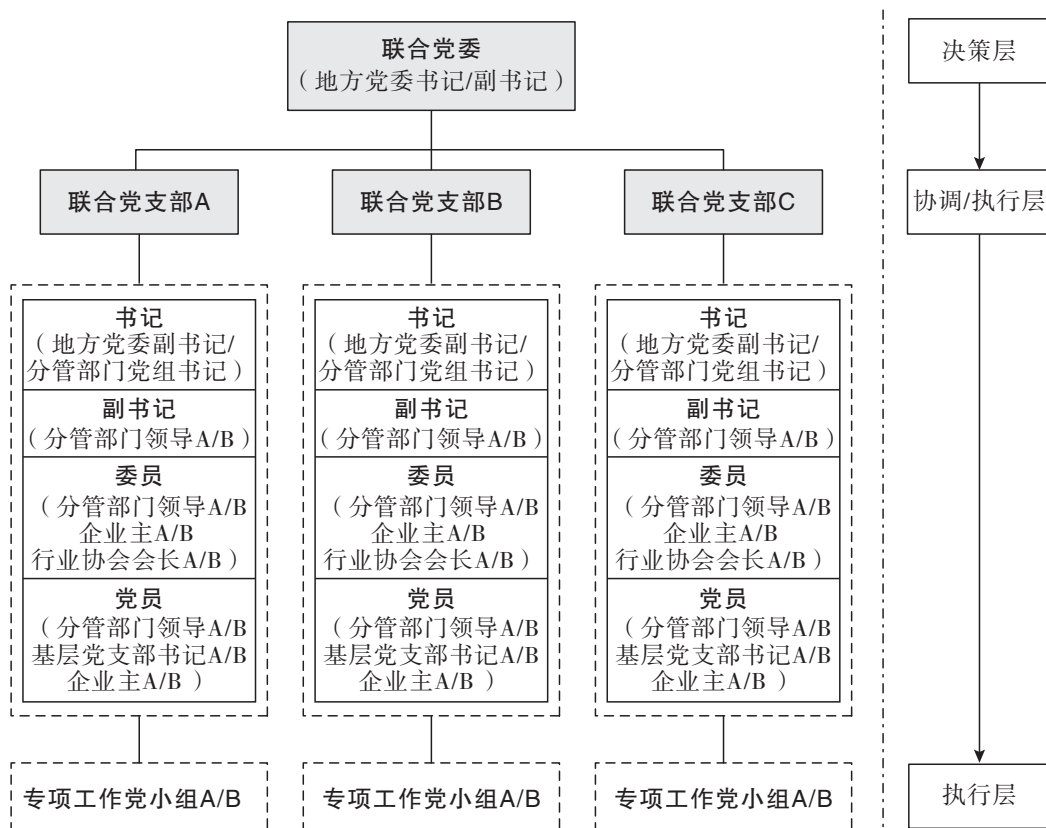 联合党委
（地方党委书记/副书记）
决策层
联合党支部A
联合党支部B
联合党支部C
协调/执行层
书记
（地方党委副书记/
分管部门党组书记）
副书记
（分管部门领导A/B）
委员
（分管部门领导A/B
企业主A/B
行业协会会长A/B）
党员
（分管部门领导A/B
基层党支部书记A/B
企业主A/B）
书记
（地方党委副书记/
分管部门党组书记）
副书记
（分管部门领导A/B）
委员
（分管部门领导A/B
企业主A/B
行业协会会长A/B）
党员
（分管部门领导A/B
基层党支部书记A/B
企业主A/B）
书记
（地方党委副书记/
分管部门党组书记）
副书记
（分管部门领导A/B）
委员
（分管部门领导A/B
企业主A/B
行业协会会长A/B）
党员
（分管部门领导A/B
基层党支部书记A/B
企业主A/B）
专项工作党小组A/B
专项工作党小组A/B
专项工作党小组A/B
执行层